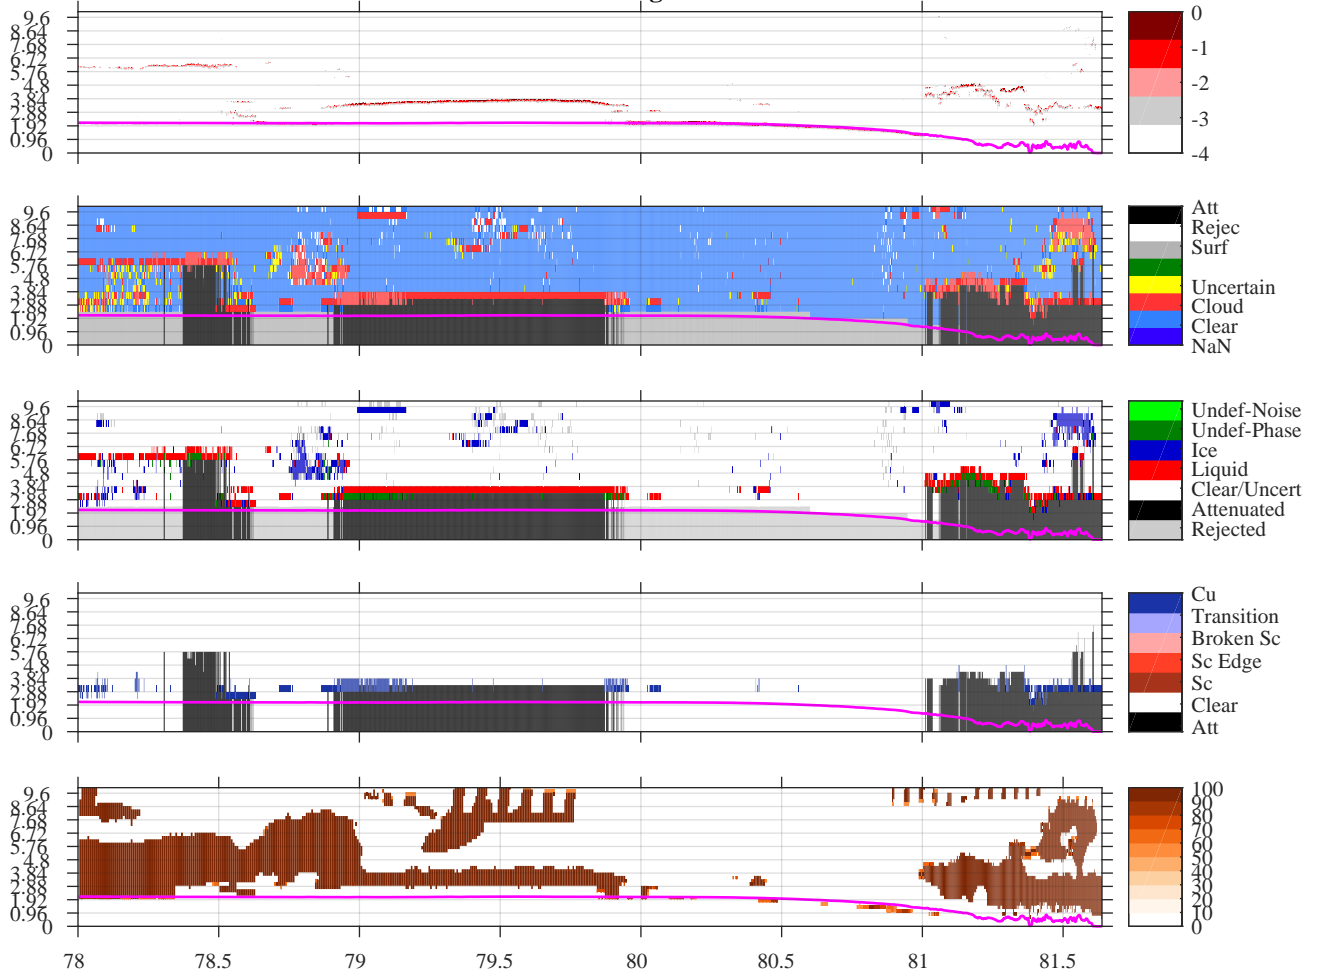 9.6 0
8.64
7.68 -1
6.72
5.76 -2
4.8
3.84 -3
2.88
1.92
0.96
0 -4
78 79 80 81
9.6 Att
8.64 Rejec
7.68 Surf
6.72
5.76 Uncertain
4.8
3.84 Cloud
2.88
1.92 Clear
0.96
0 NaN
9.6 Undef-Noise
8.64 Undef-Phase
7.68
6.72 Ice
5.76 Liquid
4.8
3.84 Clear/Uncert
2.88
1.92 Attenuated
0.96 Rejected
0
9.6 Cu
8.64 Transition
7.68
6.72 Broken Sc
5.76
4.8 Sc Edge
3.84 Sc
2.88
1.92 Clear
0.96
0 Att
9.6 100
8.64 90
7.68 80
6.72 70
5.76 60
4.8 50
3.84 40
2.88 30
1.92 20
0.96 10
0 0
78 78.5 79 79.5 80 80.5 81 81.5